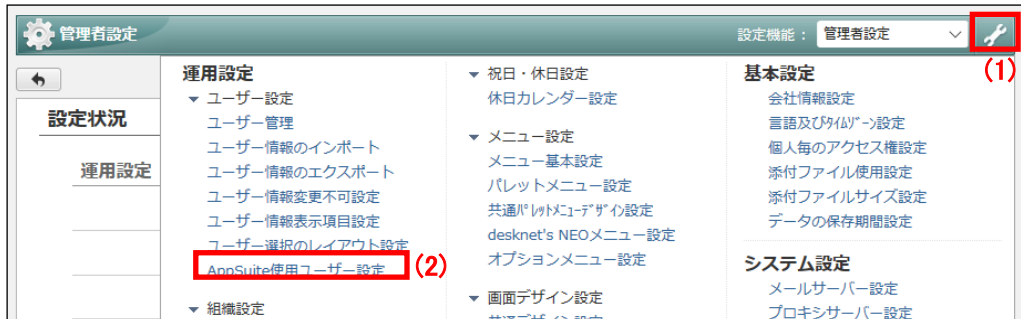 管理者設定
設定機能： 管理者設定
(1)
設定状況
運用設定
運用設定
ユーザー設定
ユーザー管理
ユーザー情報のインポート
ユーザー情報のエクスポート
ユーザー情報変更不可設定
ユーザー情報表示項目設定
ユーザー選択のレイアウト設定
AppSuite使用ユーザー設定
(2)
組織設定
祝日・休日設定
休日カレンダー設定
メニュー設定
メニュー基本設定
パレットメニュー設定
共通ﾊﾟﾚｯﾄﾒﾆｭｰﾃﾞｻﾞｲﾝ設定
desknet's NEOメニュー設定
オプションメニュー設定
画面デザイン設定
共通デザイン設定
基本設定
会社情報設定
言語及びﾀｲﾑｿﾞｰﾝ設定
個人毎のアクセス権設定
添付ファイル使用設定
添付ファイルサイズ設定
データの保存期間設定
システム設定
メールサーバー設定
プロキシサーバー設定